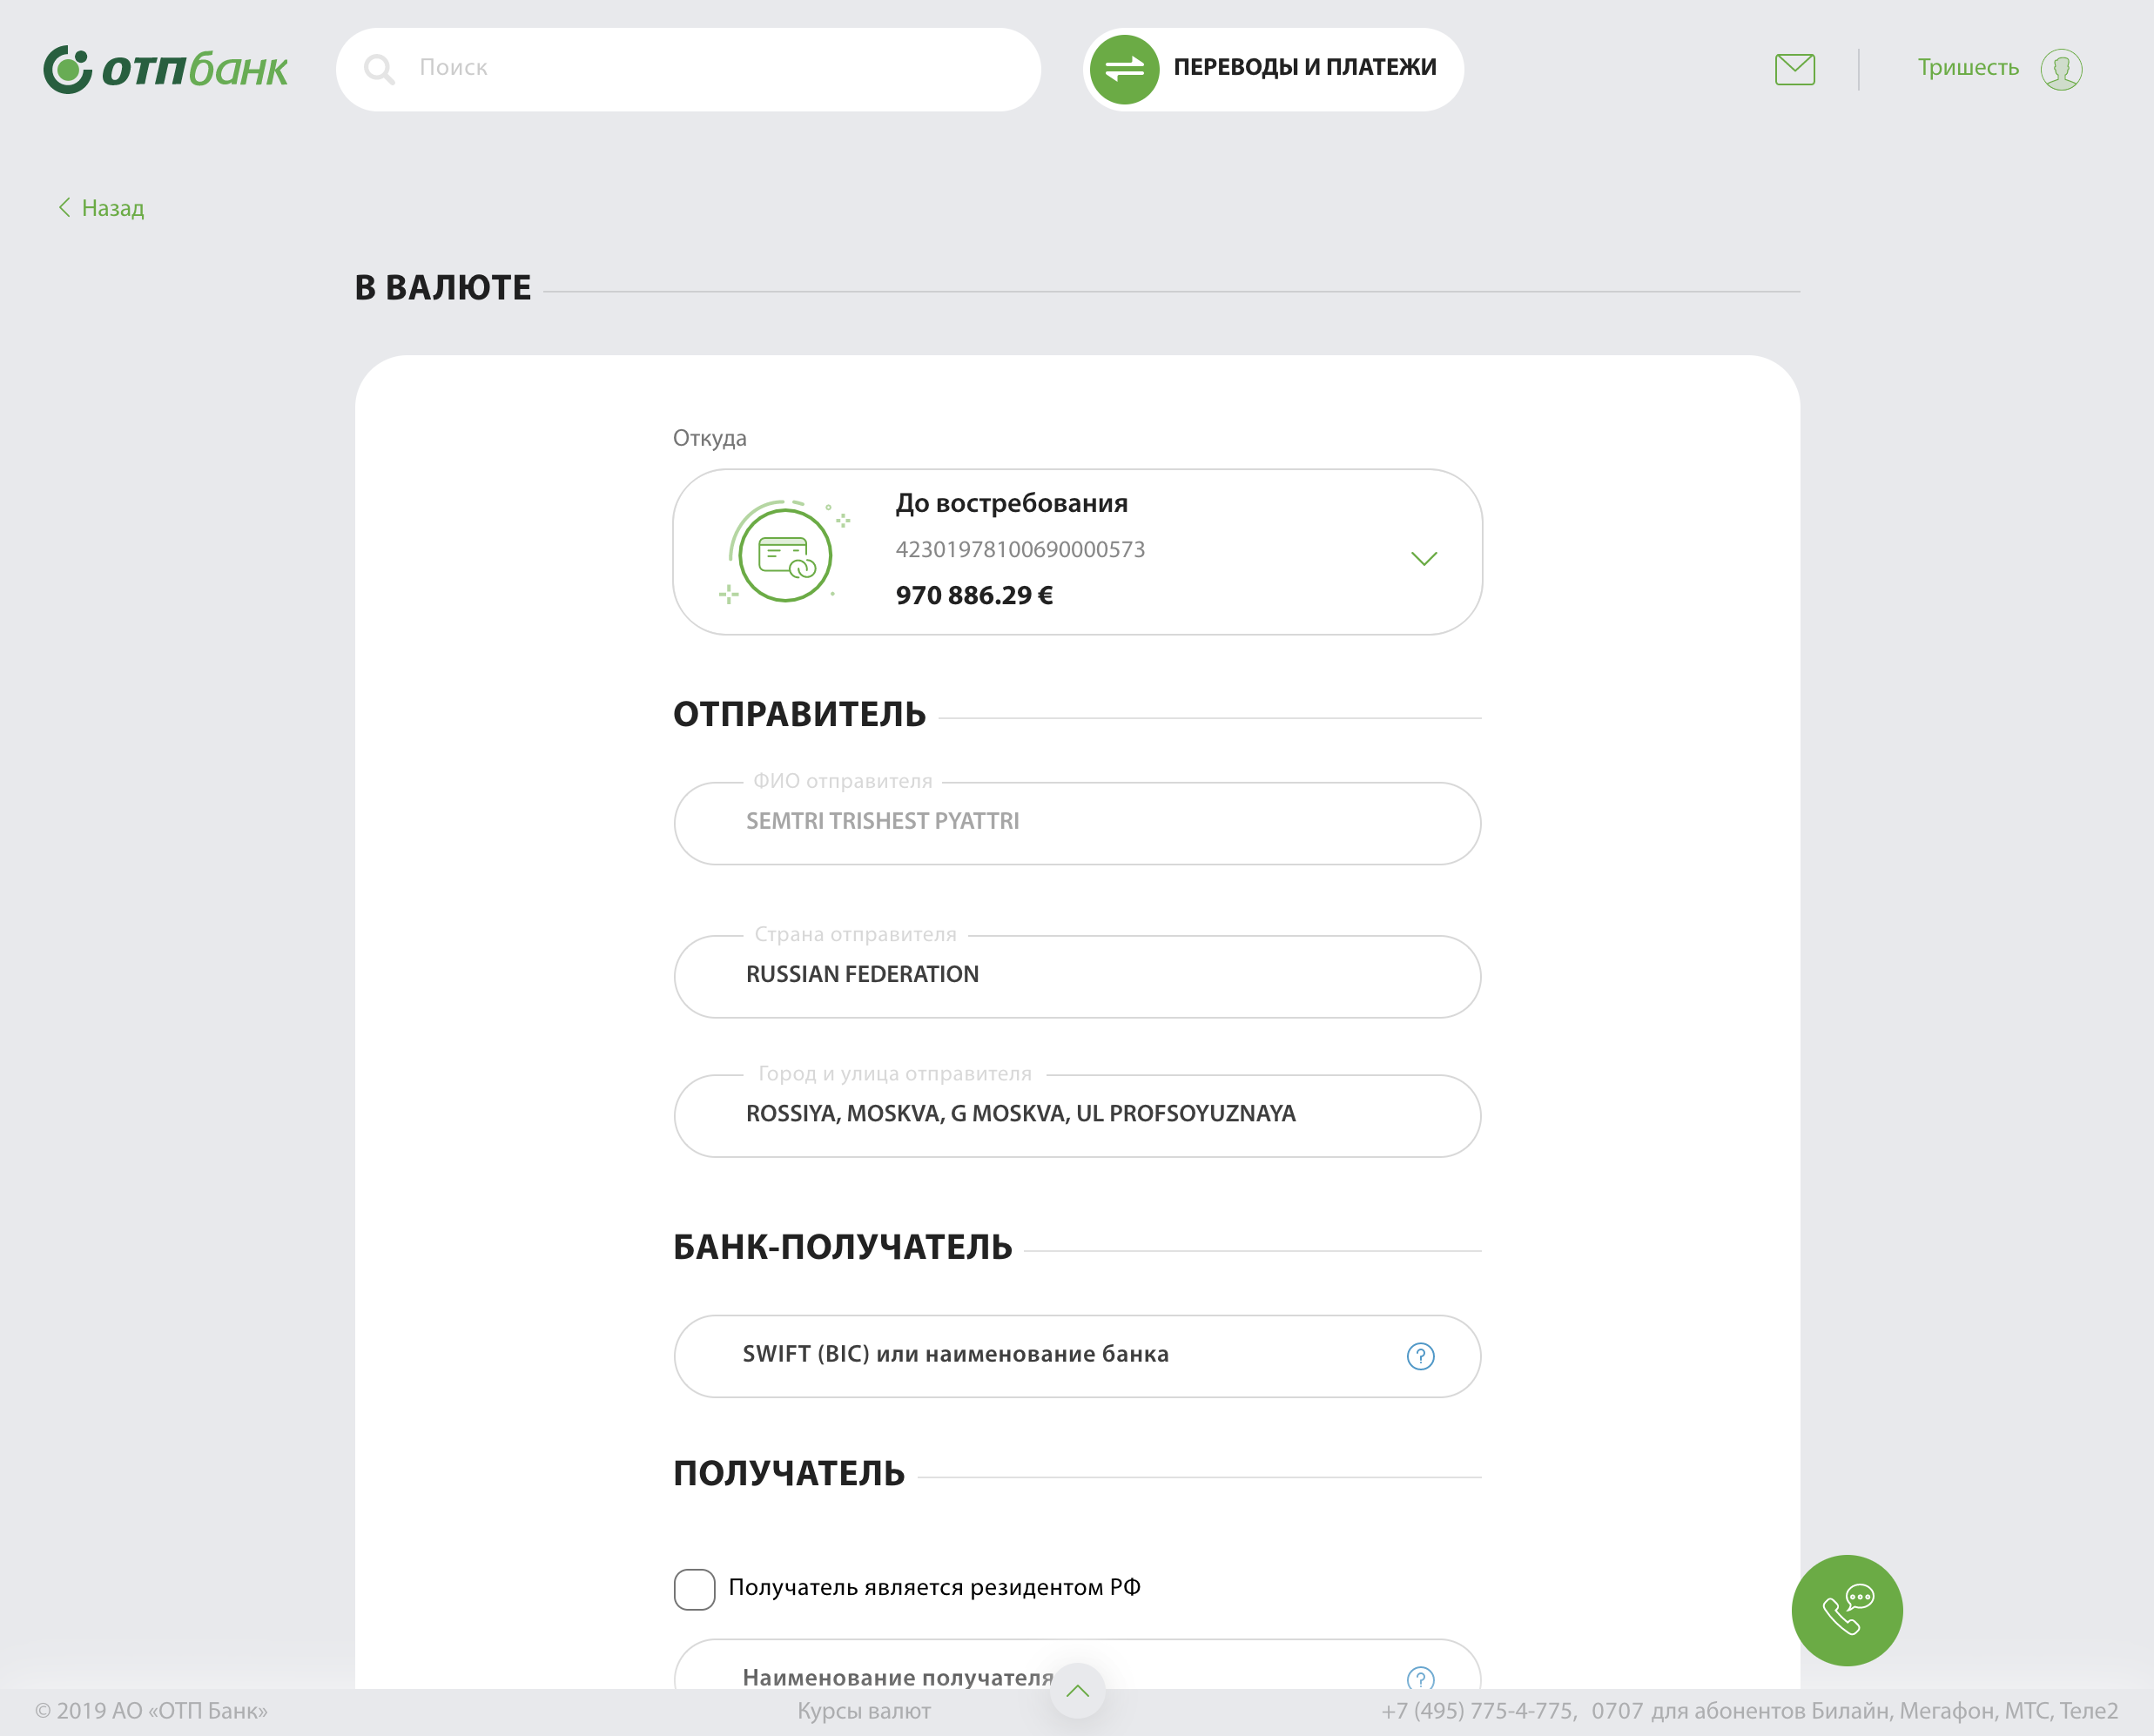 отпбанк
Поиск
ПЕРЕВОДЫ И ПЛАТЕЖИ
Тришесть
Назад
В ВАЛЮТЕ
Откуда
До востребования
42301978100690000573
970 886.29 €
ОТПРАВИТЕЛЬ
ФИО отправителя
SEMTRI TRISHEST PYATTRI
Страна отправителя
RUSSIAN FEDERATION
Город и улица отправителя
ROSSIYA, MOSKVA, G MOSKVA, UL PROFSOYUZNAYA
БАНК-ПОЛУЧАТЕЛЬ
SWIFT (BIC) или наименование банка
?
ПОЛУЧАТЕЛЬ
Получатель является резидентом РФ
Наименование получателя
?
© 2019 АО «ОТП Банк»
Курсы валют
+7 (495) 775-4-775, 0707 для абонентов Билайн, Мегафон, МТС, Теле2